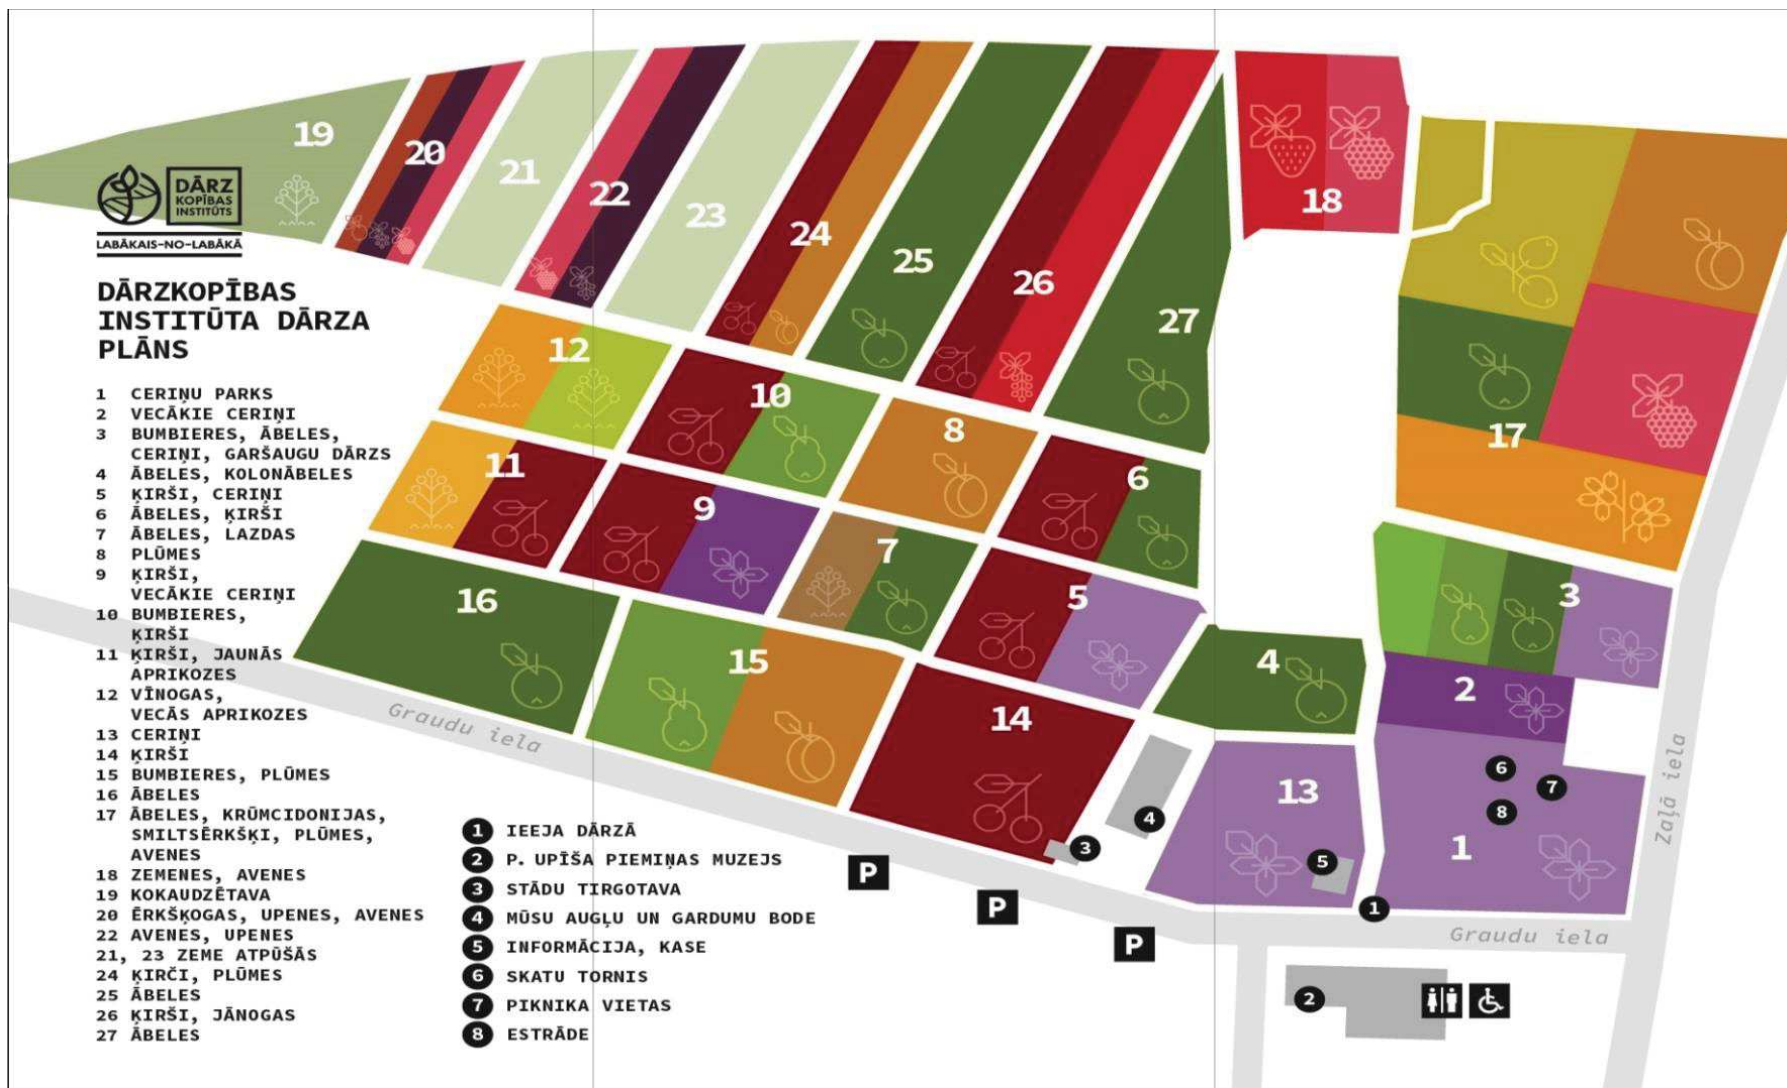 DĀRZ
KOPĪBAS
INSTITŪTS
LABĀKAIS-NO-LABĀKĀ
DĀRZKOPĪBAS
INSTITŪTA DĀRZA
PLĀNS
1 CERIŅU PARKS
2 VECĀKIE CERIŅI
3 BUMBIERES, ĀBELES,
CERIŅI, GARŠAUGU DĀRZS
4 ĀBELES, KOLONĀBELES
5 ĶIRŠI, CERIŅI
6 ĀBELES, ĶIRŠI
7 ĀBELES, LAZDAS
8 PLŪMES
9 ĶIRŠI,
VECĀKIE CERIŅI
10 BUMBIERES,
ĶIRŠI
11 ĶIRŠI, JAUNĀS
APRIKOZES
12 VĪNOGAS,
VECĀS APRIKOZES
13 CERIŅI
14 ĶIRŠI
15 BUMBIERES, PLŪMES
16 ĀBELES
17 ĀBELES, KRŪMCIDONIJAS,
SMILTSĒRKŠĶI, PLŪMES,
AVENES
18 ZEMENES, AVENES
19 KOKAUDZĒTAVA
20 ĒRKŠĶOGAS, UPENES, AVENES
22 AVENES, UPENES
21, 23 ZEME ATPŪŠĀS
24 ĶIRČI, PLŪMES
25 ĀBELES
26 ĶIRŠI, JĀNOGAS
27 ĀBELES
1 IEEJA DĀRZĀ
2 P. UPĪŠA PIEMIŅAS MUZEJS
3 STĀDU TIRGOTAVA
4 MŪSU AUGĻU UN GARDUMU BODE
5 INFORMĀCIJA, KASE
6 SKATU TORNIS
7 PIKNIKA VIETAS
8 ESTRĀDE
19
20
21
22
23
24
25
26
27
18
17
12
10
8
6
11
9
7
5
3
16
15
14
4
2
13
1
6
7
8
4
3
5
1
2
P
P
P
Graudu iela
Graudu iela
Zaļā iela